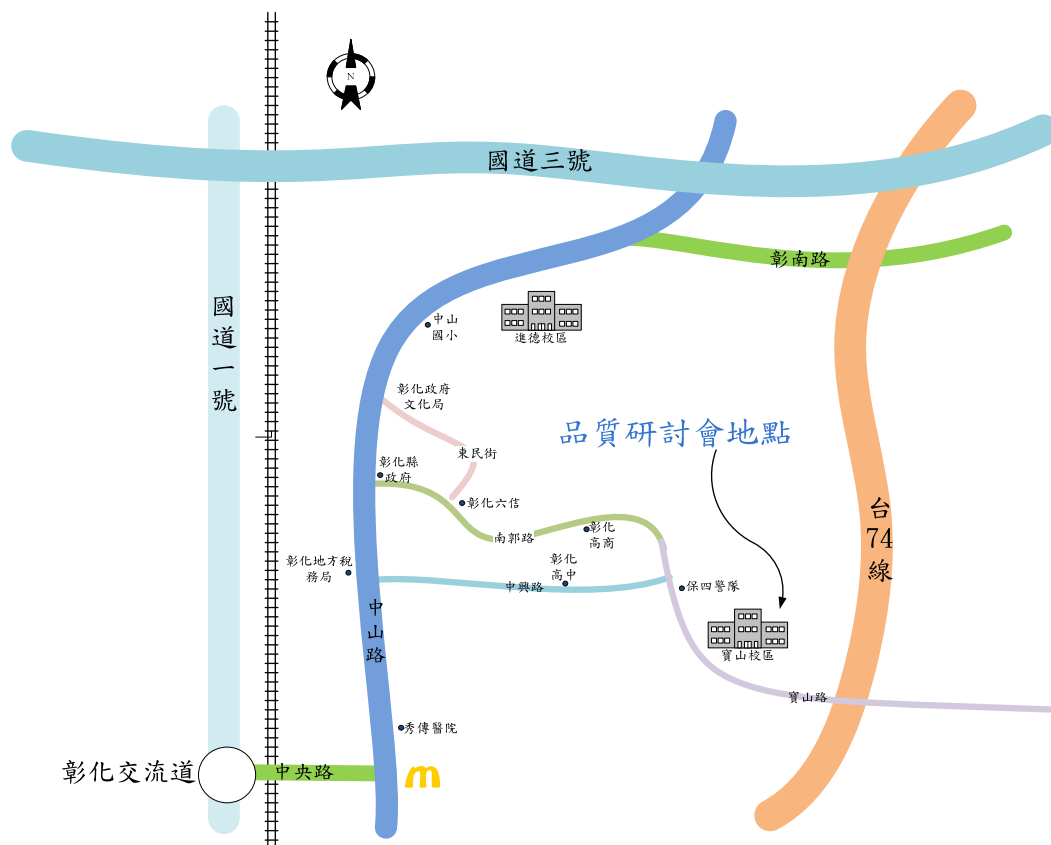 N
國道三號
彰南路
國
道
一
號
中山
國小
進德校區
彰化政府
文化局
品質研討會地點
東民街
彰化縣
政府
彰化六信
台
74
線
南郭路
彰化
高商
彰化地方稅
務局
彰化
高中
中興路
保四警隊
中
山
路
寶山校區
寶山路
秀傳醫院
彰化交流道
中央路